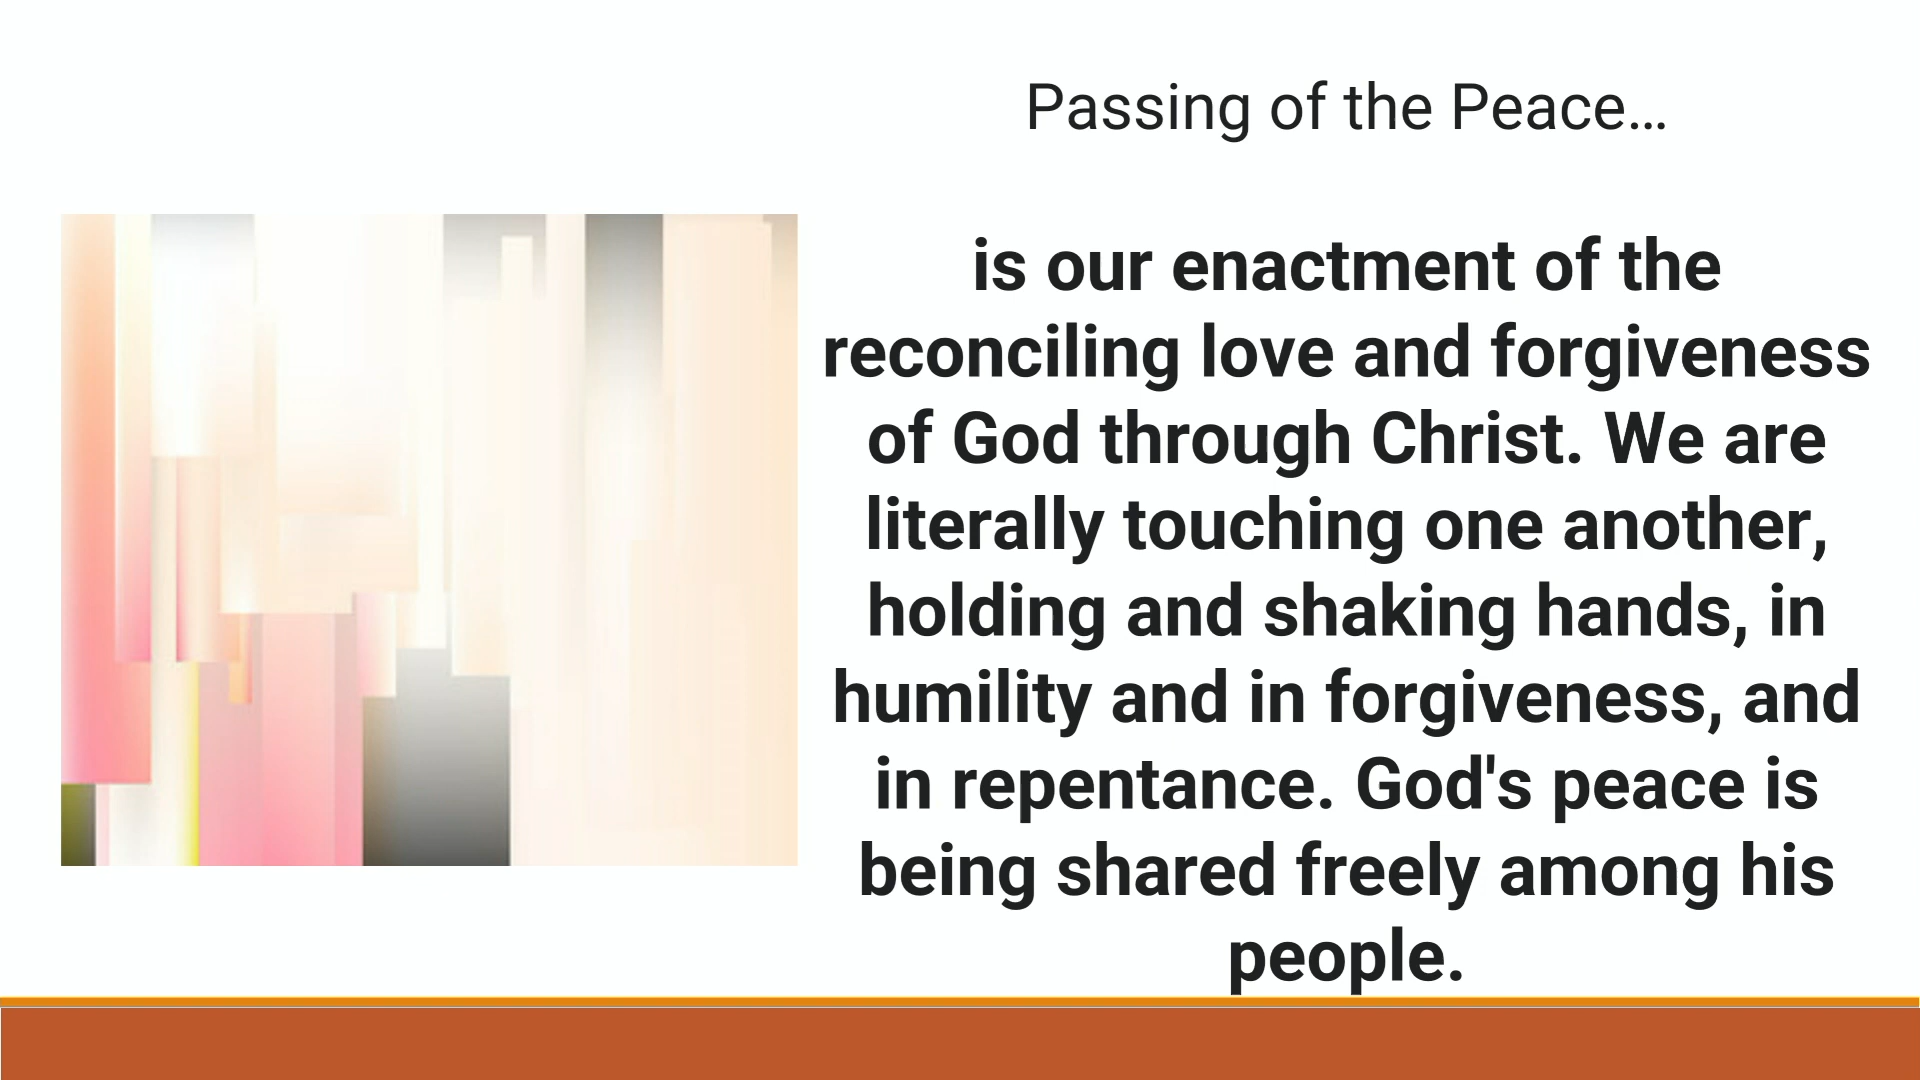 Passing of the Peace…
is our enactment of the
reconciling love and forgiveness
of God through Christ. We are
literally touching one another,
holding and shaking hands, in
humility and in forgiveness, and
in repentance. God's peace is
being shared freely among his
people.